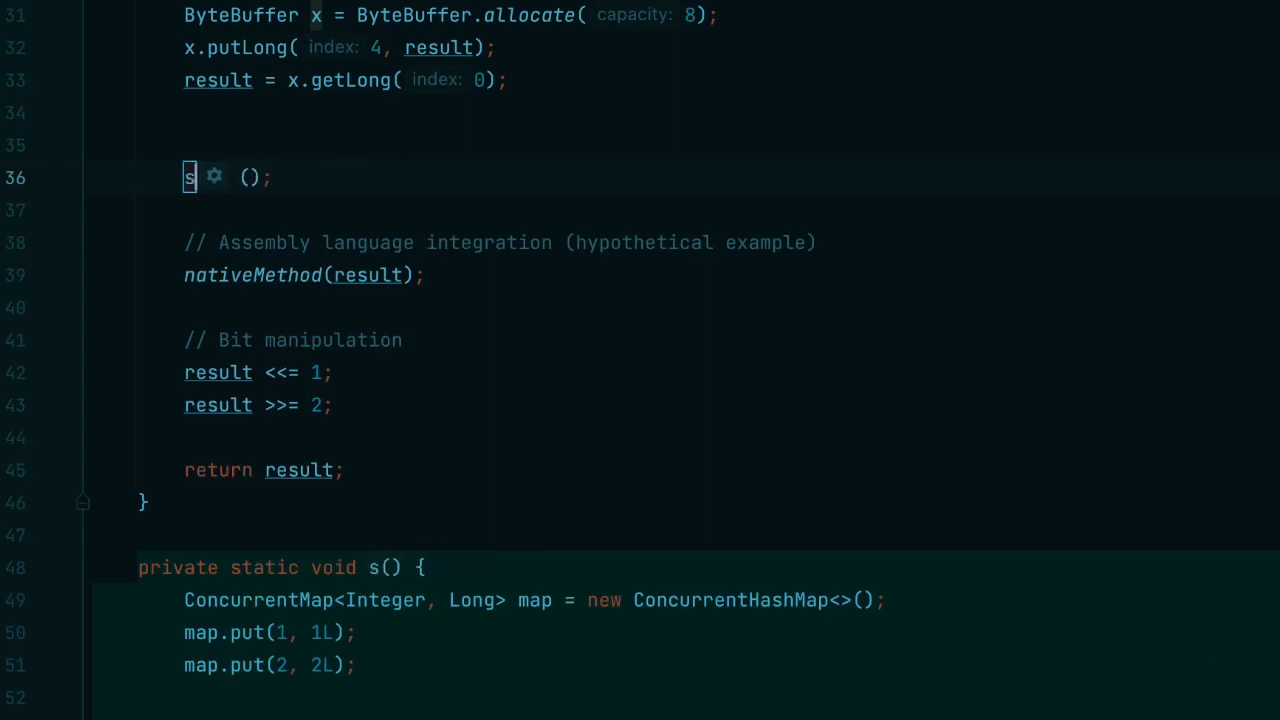 31 ByteBuffer x = ByteBuffer.allocate( capacity: 8);
32 x.putLong( index: 4, result);
33 result = x.getLong( index: 0);
34
35
36 s ();
37
38 // Assembly language integration (hypothetical example)
39 nativeMethod(result);
40
41 // Bit manipulation
42 result <<= 1;
43 result >>= 2;
44
45 return result;
46 }
47
48 private static void s() {
49 ConcurrentMap<Integer, Long> map = new ConcurrentHashMap<>();
50 map.put(1, 1L);
51 map.put(2, 2L);
52